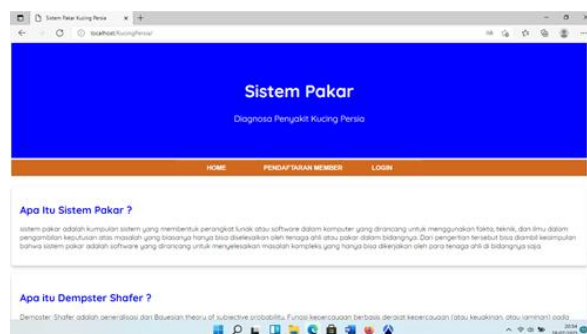 Sistem Pakar Kucing Persia
localhost/KucingPersia/
Sistem Pakar
Diagnosa Penyakit Kucing Persia
HOME PENDAFTARAN MEMBER LOGIN
Apa Itu Sistem Pakar ?
sistem pakar adalah kumpulan sistem yang membentuk perangkat lunak atau software dalam komputer yang dirancang untuk menggunakan fakta, teknik, dan ilmu dalam
pengambilan keputusan atas masalah yang biasanya hanya bisa diselesaikan oleh tenaga ahli atau pakar dalam bidangnya. Dari pengertian tersebut bisa diambil kesimpulan
bahwa sistem pakar adalah software yang dirancang untuk menyelesaikan masalah kompleks yang hanya bisa dikerjakan oleh para tenaga ahli di bidangnya saja.
Apa itu Dempster Shafer ?
Dempster Shafer adalah generalisasi dari Bayesian theory of subjective probability. Fungsi kepercayaan berbasis derajat kepercayaan (atau keyakinan, atau jaminan) pada
20:04